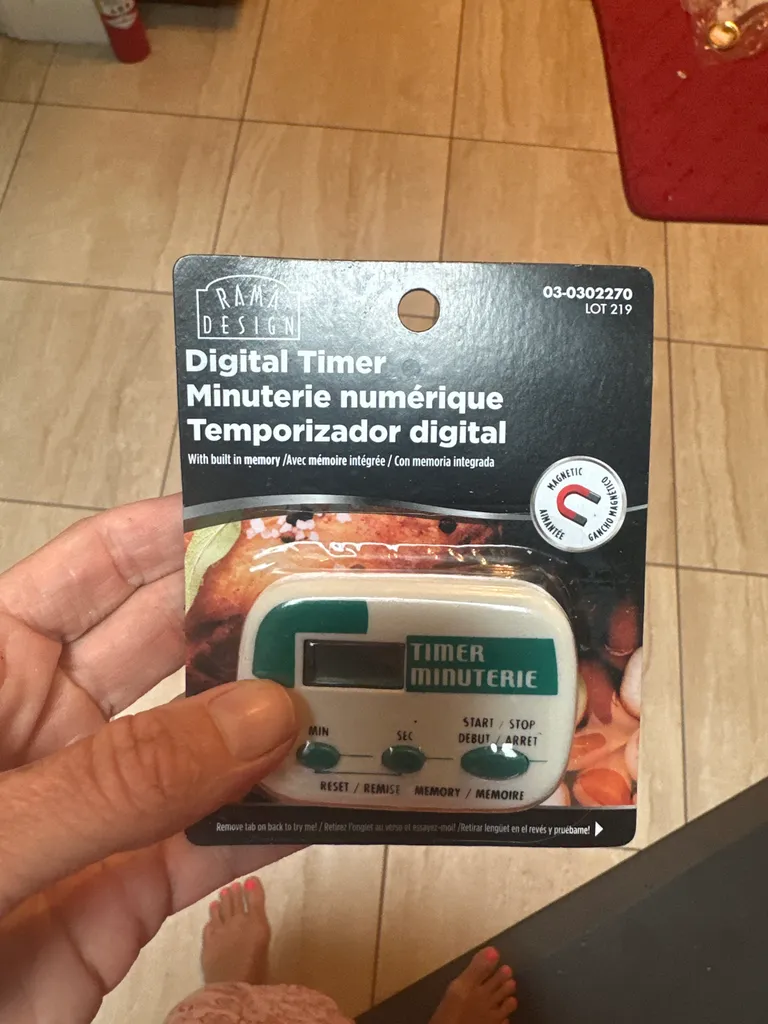 RAMA
DESIGN
03-0302270
LOT 219
Digital Timer
Minuterie numérique
Temporizador digital
With built in memory /Avec mémoire intégrée / Con memoria integrada
MAGNETIC
AIMANTÉE
GANCHO MAGNÉTICO
TIMER
MINUTERIE
MIN
SEC
START / STOP
DEBUT / ARRET
RESET / REMISE MEMORY / MEMOIRE
Remove tab on back to try me! / Retirez l'onglet au verso et essayez-moi! /Retirar lengüet en el revés y pruébame!